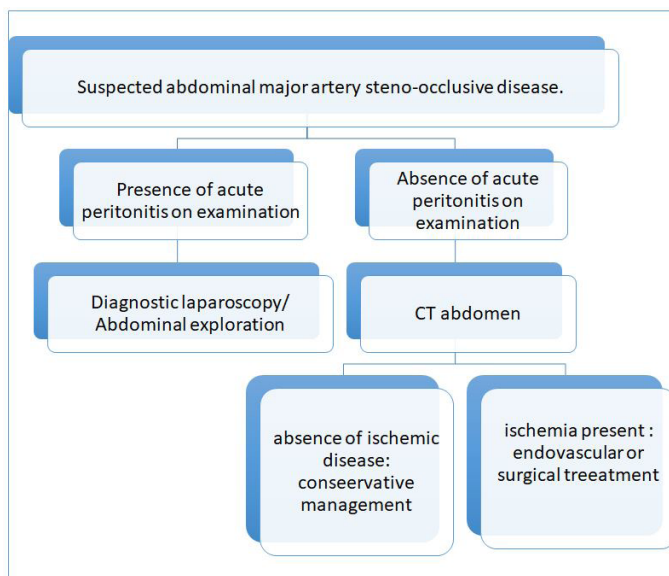 Suspected abdominal major artery steno-occlusive disease.
Presence of acute
peritonitis on examination
Absence of acute
peritonitis on
examination
Diagnostic laparoscopy/
Abdominal exploration
CT abdomen
absence of ischemic
disease:
conseervative
management
ischemia present :
endovascular or
surgical treeatment